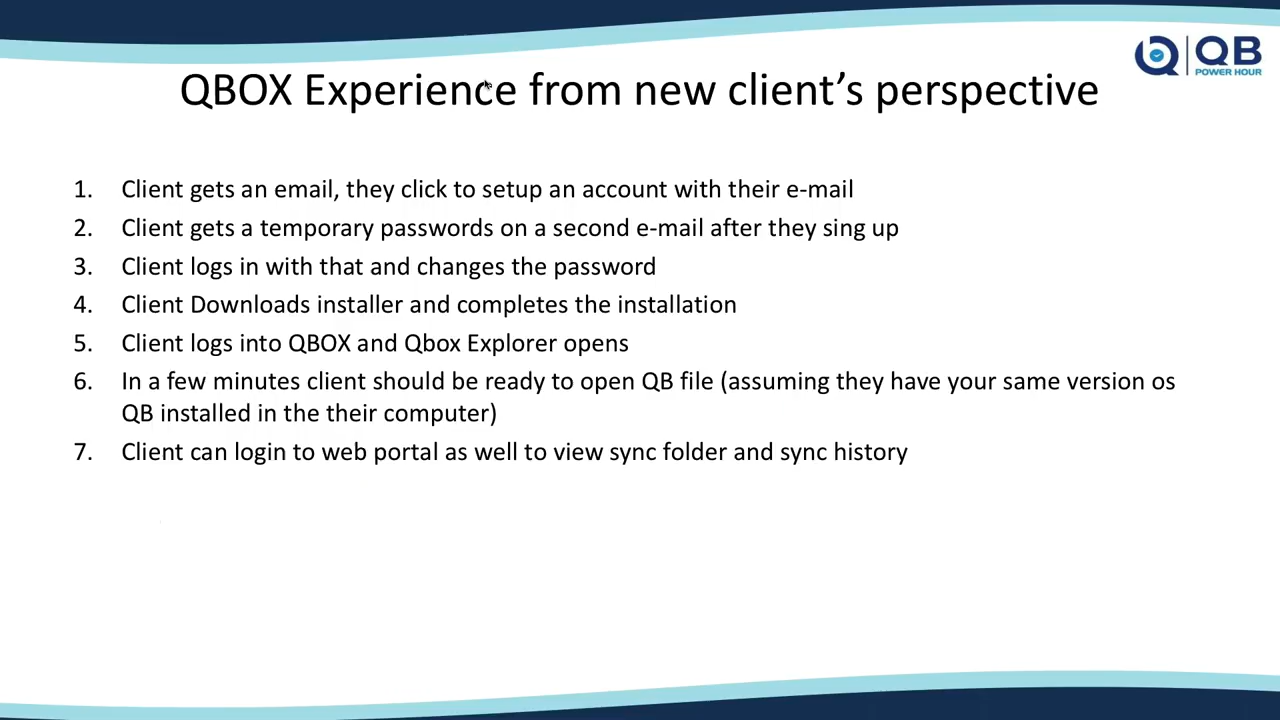 QB
POWER HOUR
QBOX Experience from new client's perspective
1. Client gets an email, they click to setup an account with their e-mail
2. Client gets a temporary passwords on a second e-mail after they sing up
3. Client logs in with that and changes the password
4. Client Downloads installer and completes the installation
5. Client logs into QBOX and Qbox Explorer opens
6. In a few minutes client should be ready to open QB file (assuming they have your same version os
QB installed in the their computer)
7. Client can login to web portal as well to view sync folder and sync history